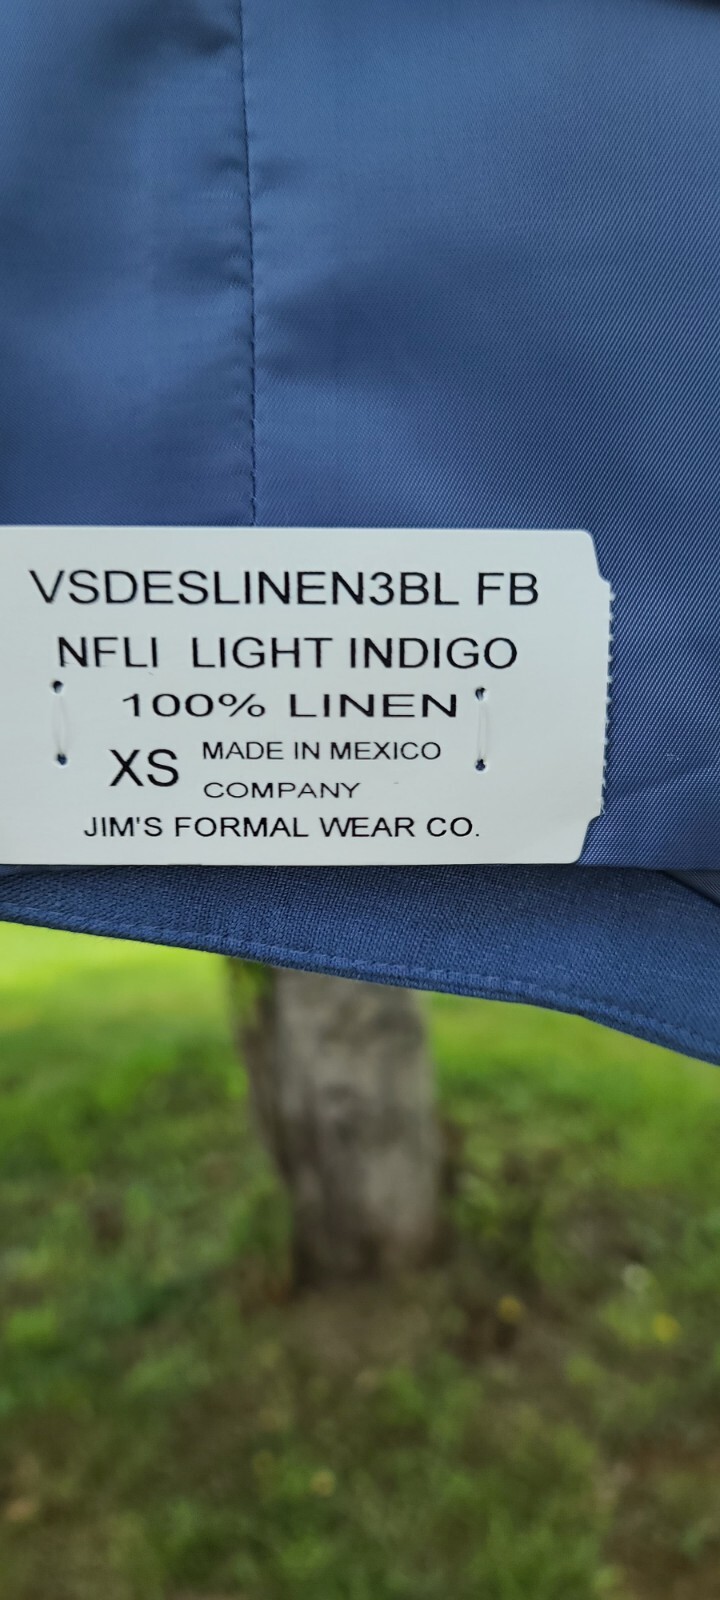 VSDESLINEN3BL FB
NFLI LIGHT INDIGO
100% LINEN
XS MADE IN MEXICO
COMPANY
JIM'S FORMAL WEAR CO.